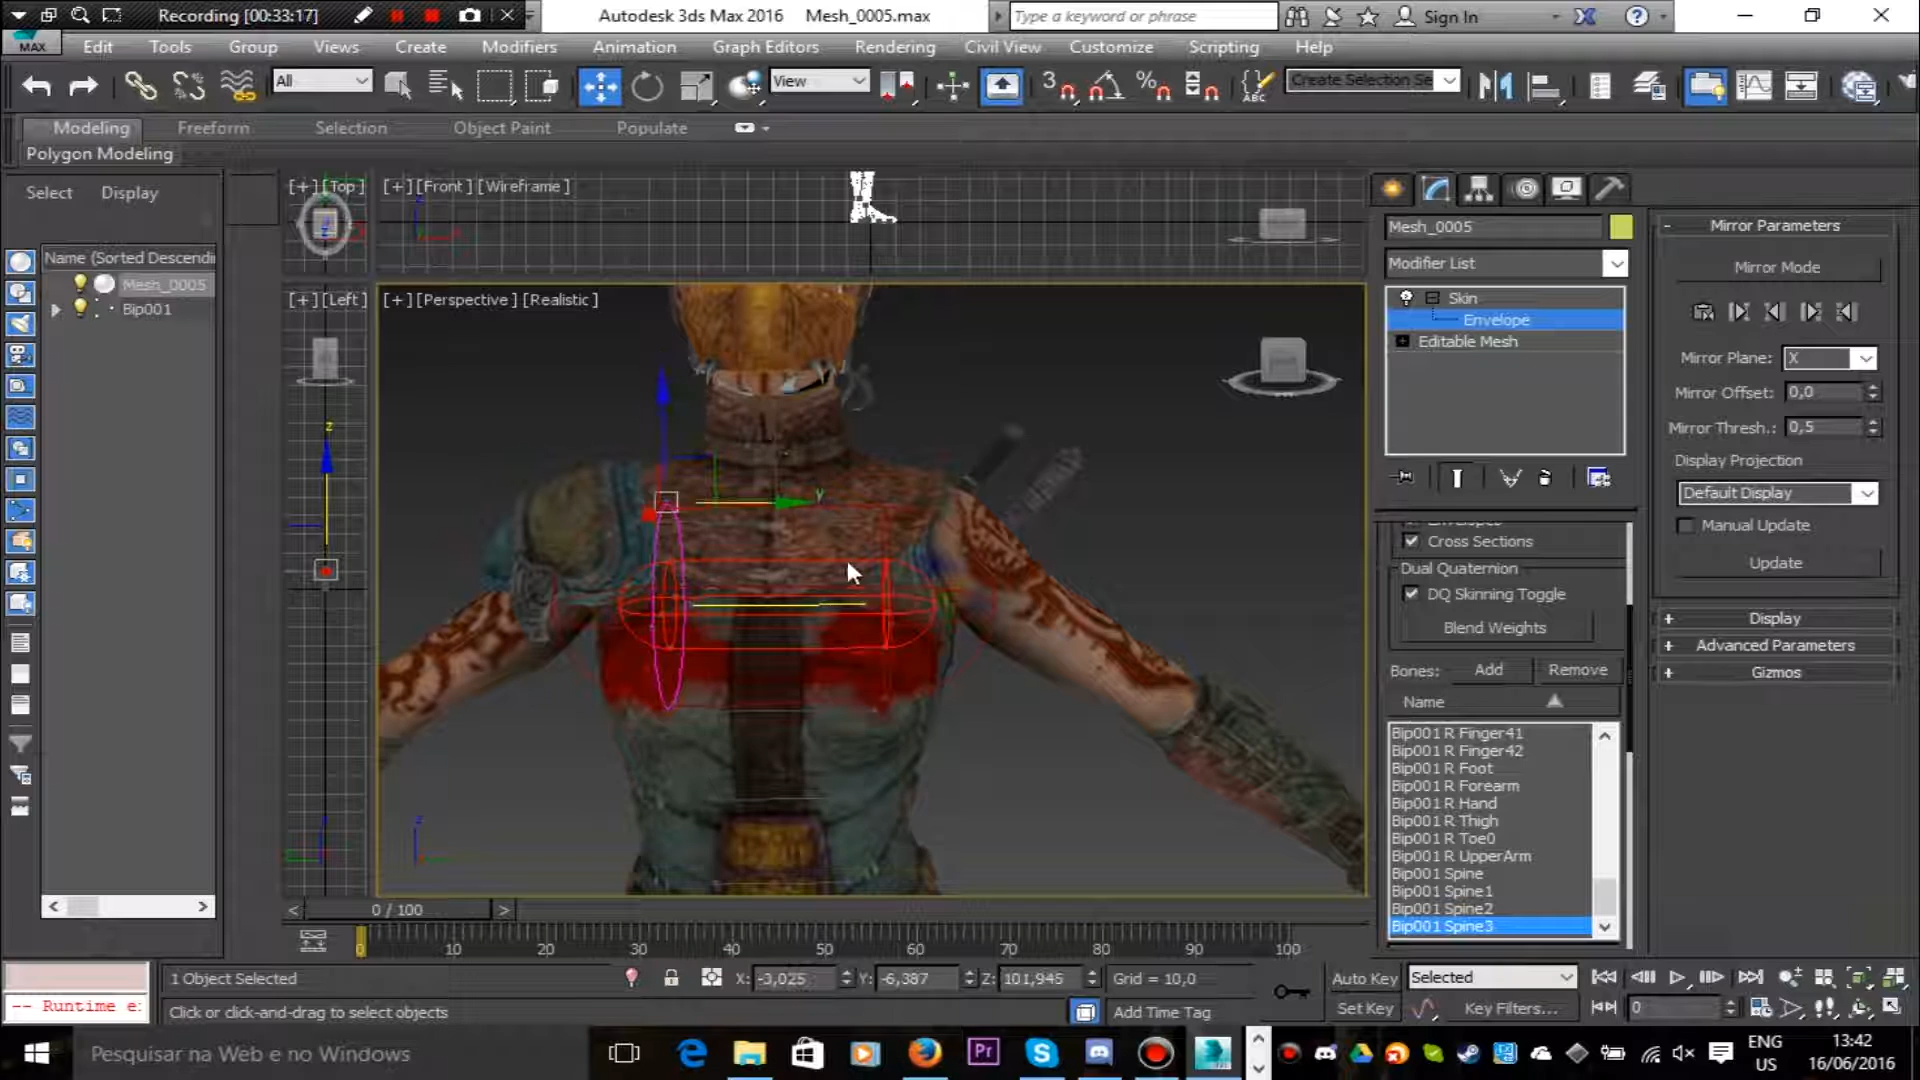 Recording [00:33:17]
Autodesk 3ds Max 2016 Mesh_0005.max
Type a keyword or phrase
Sign In
MAX
Edit Tools Group Views Create Modifiers Animation Graph Editors Rendering Civil View Customize Scripting Help
All
View
3
Create Selection Se
ABC
Modeling Freeform Selection Object Paint Populate
Polygon Modeling
Select Display
Name (Sorted Descendi
Mesh_0005
Bip001
[+] [Top]
[+] [Front] [Wireframe]
[+] [Left]
[+] [Perspective] [Realistic]
z
y
z
z
Mesh_0005
Modifier List
Skin
Envelope
Editable Mesh
Cross Sections
Dual Quaternion
DQ Skinning Toggle
Blend Weights
Bones: Add Remove
Name
Bip001 R Finger41
Bip001 R Finger42
Bip001 R Foot
Bip001 R Forearm
Bip001 R Hand
Bip001 R Thigh
Bip001 R Toe0
Bip001 R UpperArm
Bip001 Spine
Bip001 Spine1
Bip001 Spine2
Bip001 Spine3
- Mirror Parameters
Mirror Mode
Mirror Plane: X
Mirror Offset: 0,0
Mirror Thresh.: 0,5
Display Projection
Default Display
Manual Update
Update
+ Display
+ Advanced Parameters
+ Gizmos
< 0 / 100 >
0 10 20 30 40 50 60 70 80 90 100
1 Object Selected
X: -3,025 Y: -6,387 Z: 101,945 Grid = 10,0
Auto Key Selected
-- Runtime e:
Click or click-and-drag to select objects
Add Time Tag
Set Key Key Filters...
0
Pesquisar na Web e no Windows
Pr
ENG
US
13:42
16/06/2016